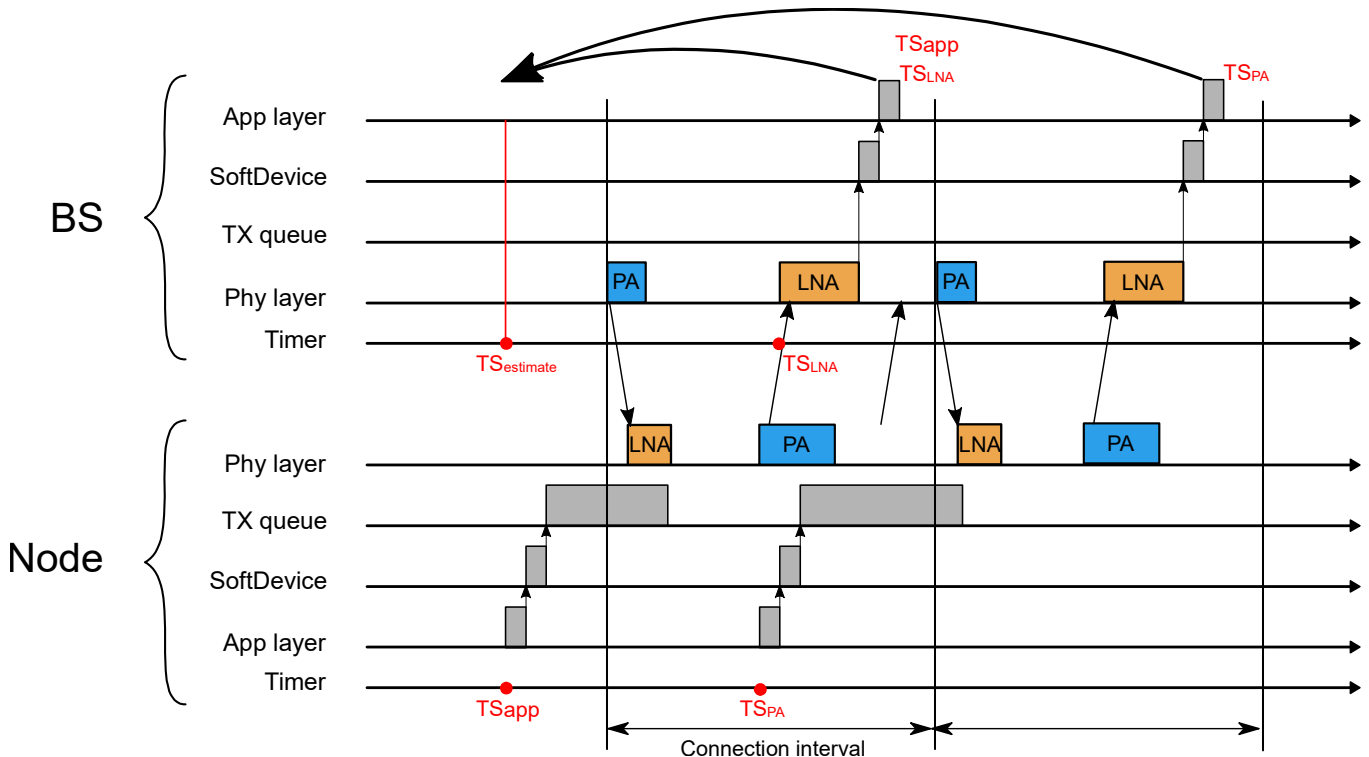 TSapp
TSLNA
TSPA
App layer
SoftDevice
BS
TX queue
PA
LNA
PA
LNA
Phy layer
Timer
TSestimate
TSLNA
LNA
PA
LNA
PA
Phy layer
TX queue
Node
SoftDevice
App layer
Timer
TSapp
TSPA
Connection interval